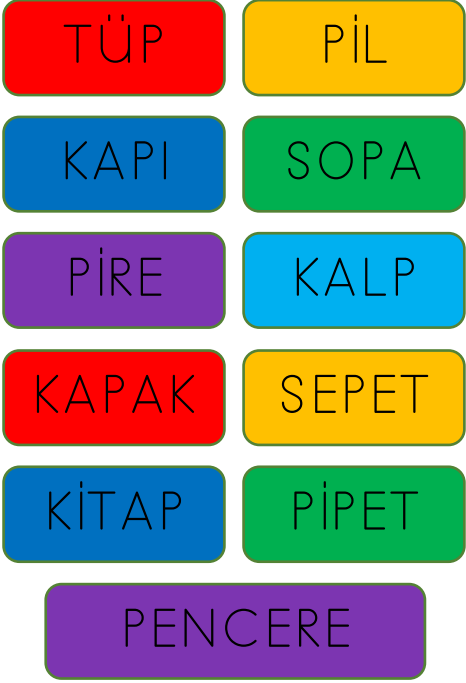 TÜP PİL
KAPI SOPA
PİRE KALP
KAPAK SEPET
KİTAP PİPET
PENCERE